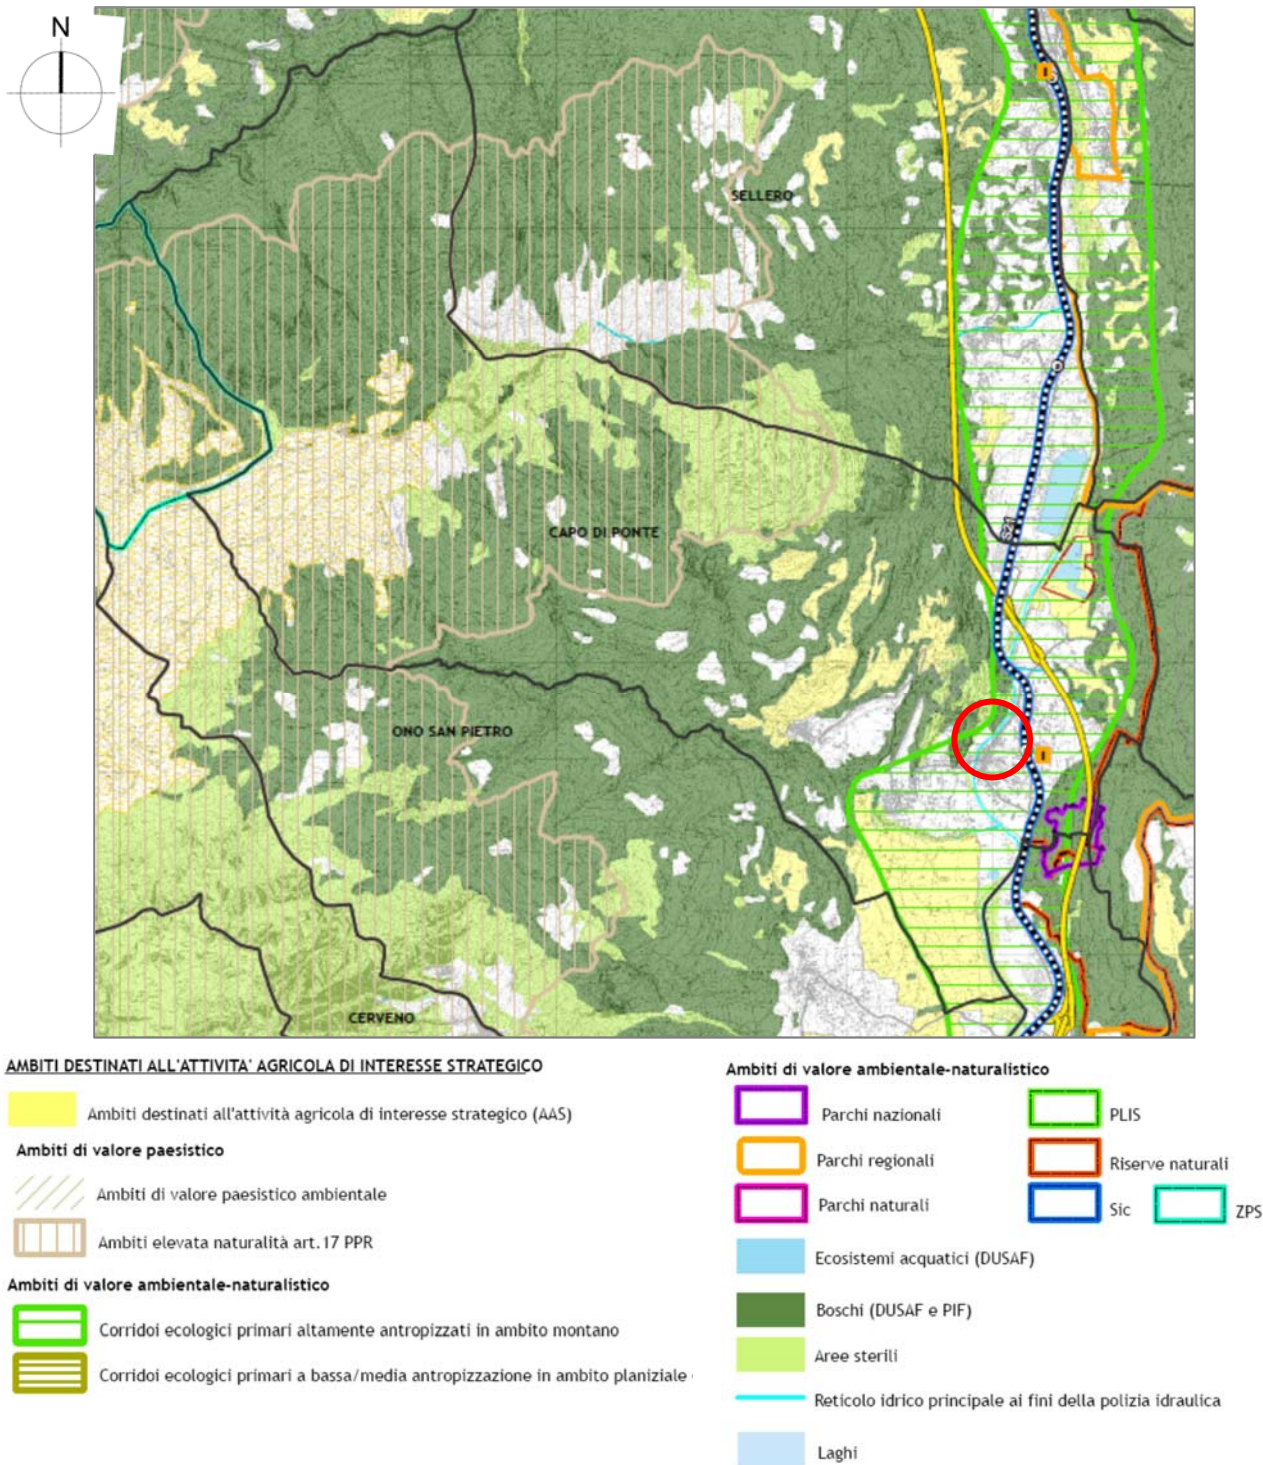 N
SELLERO
CAPO DI PONTE
ONO SAN PIETRO
CERVENO
AMBITI DESTINATI ALL'ATTIVITA' AGRICOLA DI INTERESSE STRATEGICO
Ambiti destinati all'attività agricola di interesse strategico (AAS)
Ambiti di valore paesistico
Ambiti di valore paesistico ambientale
Ambiti elevata naturalità art.17 PPR
Ambiti di valore ambientale-naturalistico
Corridoi ecologici primari altamente antropizzati in ambito montano
Corridoi ecologici primari a bassa/media antropizzazione in ambito planiziale
Ambiti di valore ambientale-naturalistico
Parchi nazionali
PLIS
Parchi regionali
Riserve naturali
Parchi naturali
Sic
ZPS
Ecosistemi acquatici (DUSAF)
Boschi (DUSAF e PIF)
Aree sterili
Reticolo idrico principale ai fini della polizia idraulica
Laghi